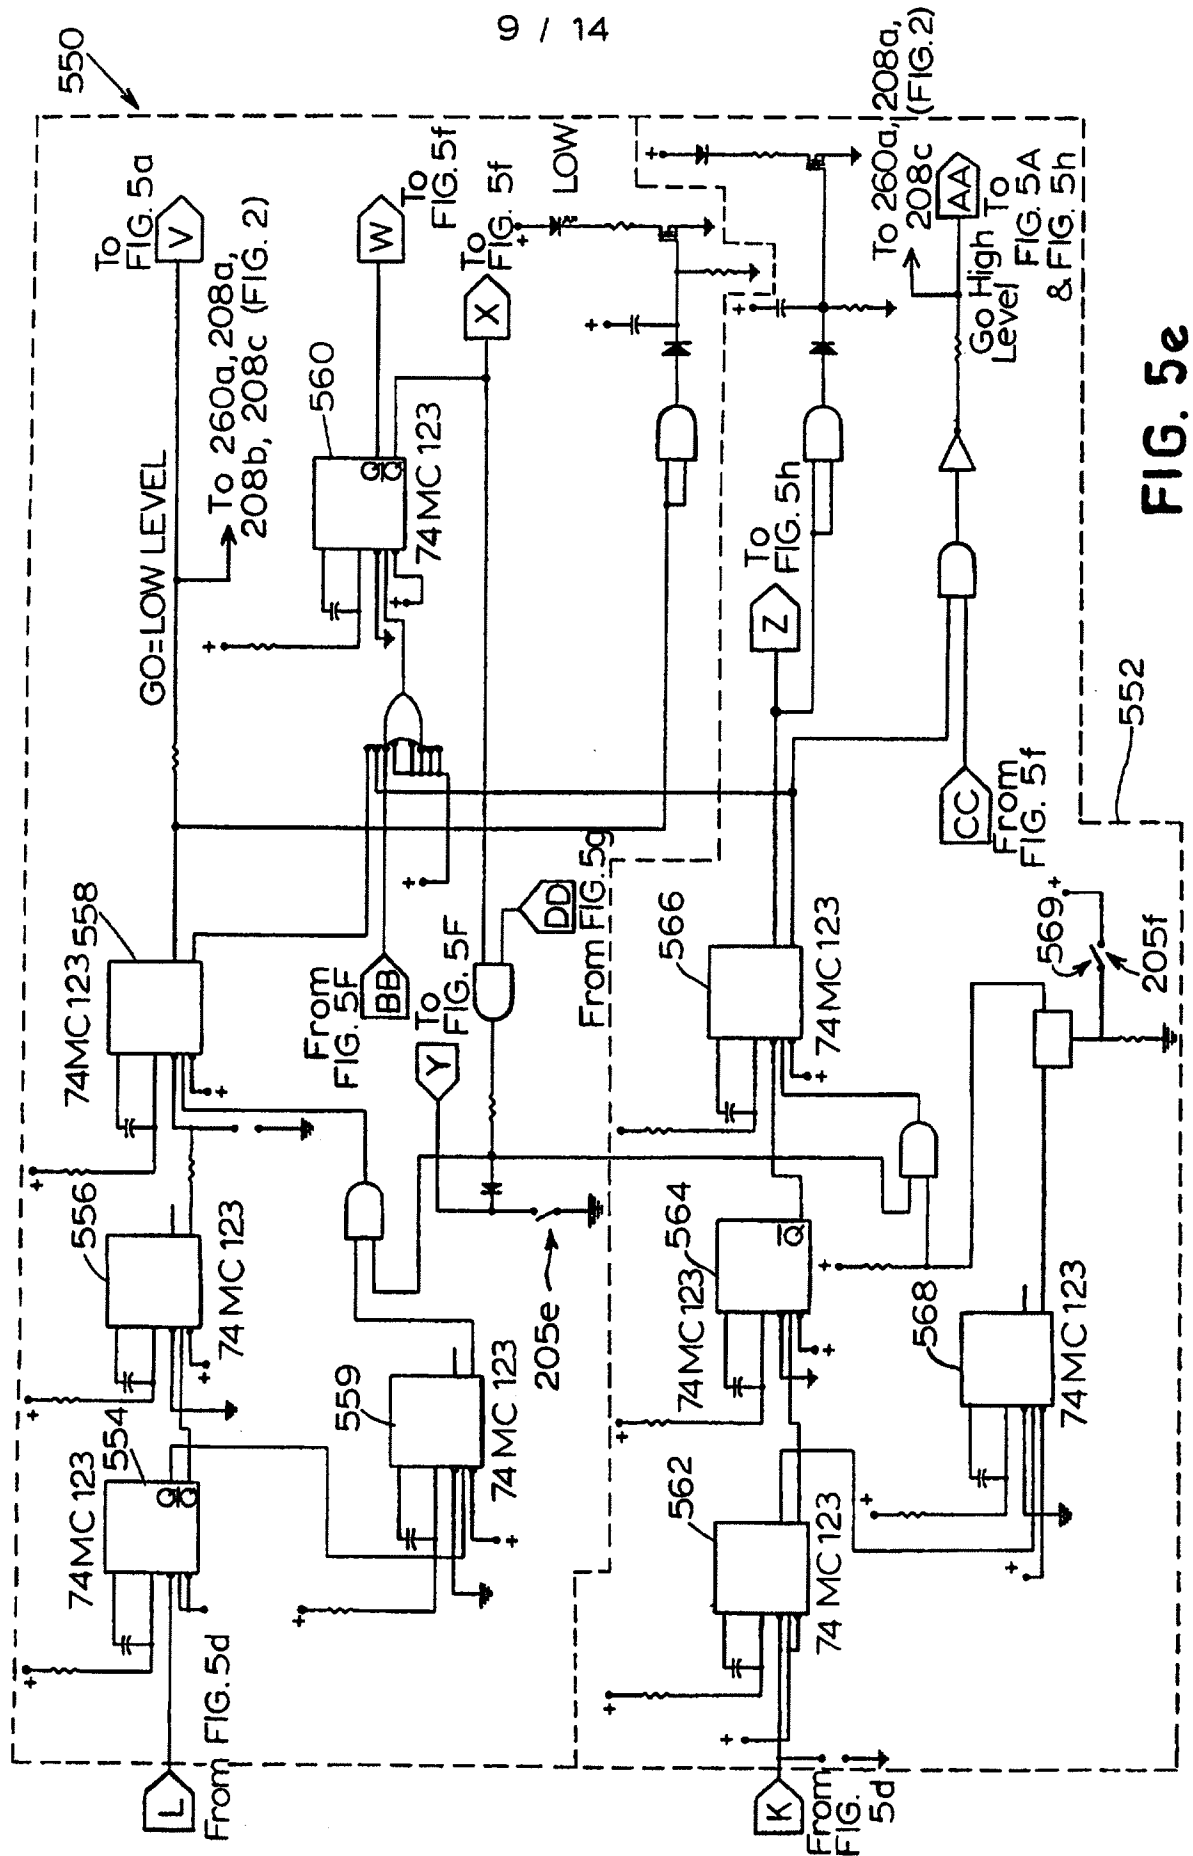 9 / 14
550
To
FIG. 5a
V
GO=LOW LEVEL
To 260a, 208a,
208b, 208c (FIG. 2)
W
To
FIG. 5f
560
Q
Q̅
74MC123
X
To
FIG. 5f
+
LOW
+
+
+
+
+
+
74MC123
558
+
+
556
74MC123
+
+
74MC123
554
Q
Q̅
+
L
From FIG. 5d
From
FIG. 5F
BB
To
FIG. 5F
Y
DD
From FIG. 5g
559
74MC123
+
+
205e
To
FIG. 5h
Z
566
74MC123
+
74MC123
564
Q̅
+
+
+
562
74MC123
+
+
K
From
FIG.
5d
568
74MC123
+
+
569
+
205f
552
CC
From
FIG. 5f
To 260a, 208a,
208c (FIG. 2)
AA
Go High
Level
To
FIG. 5A
& FIG. 5h
FIG. 5e